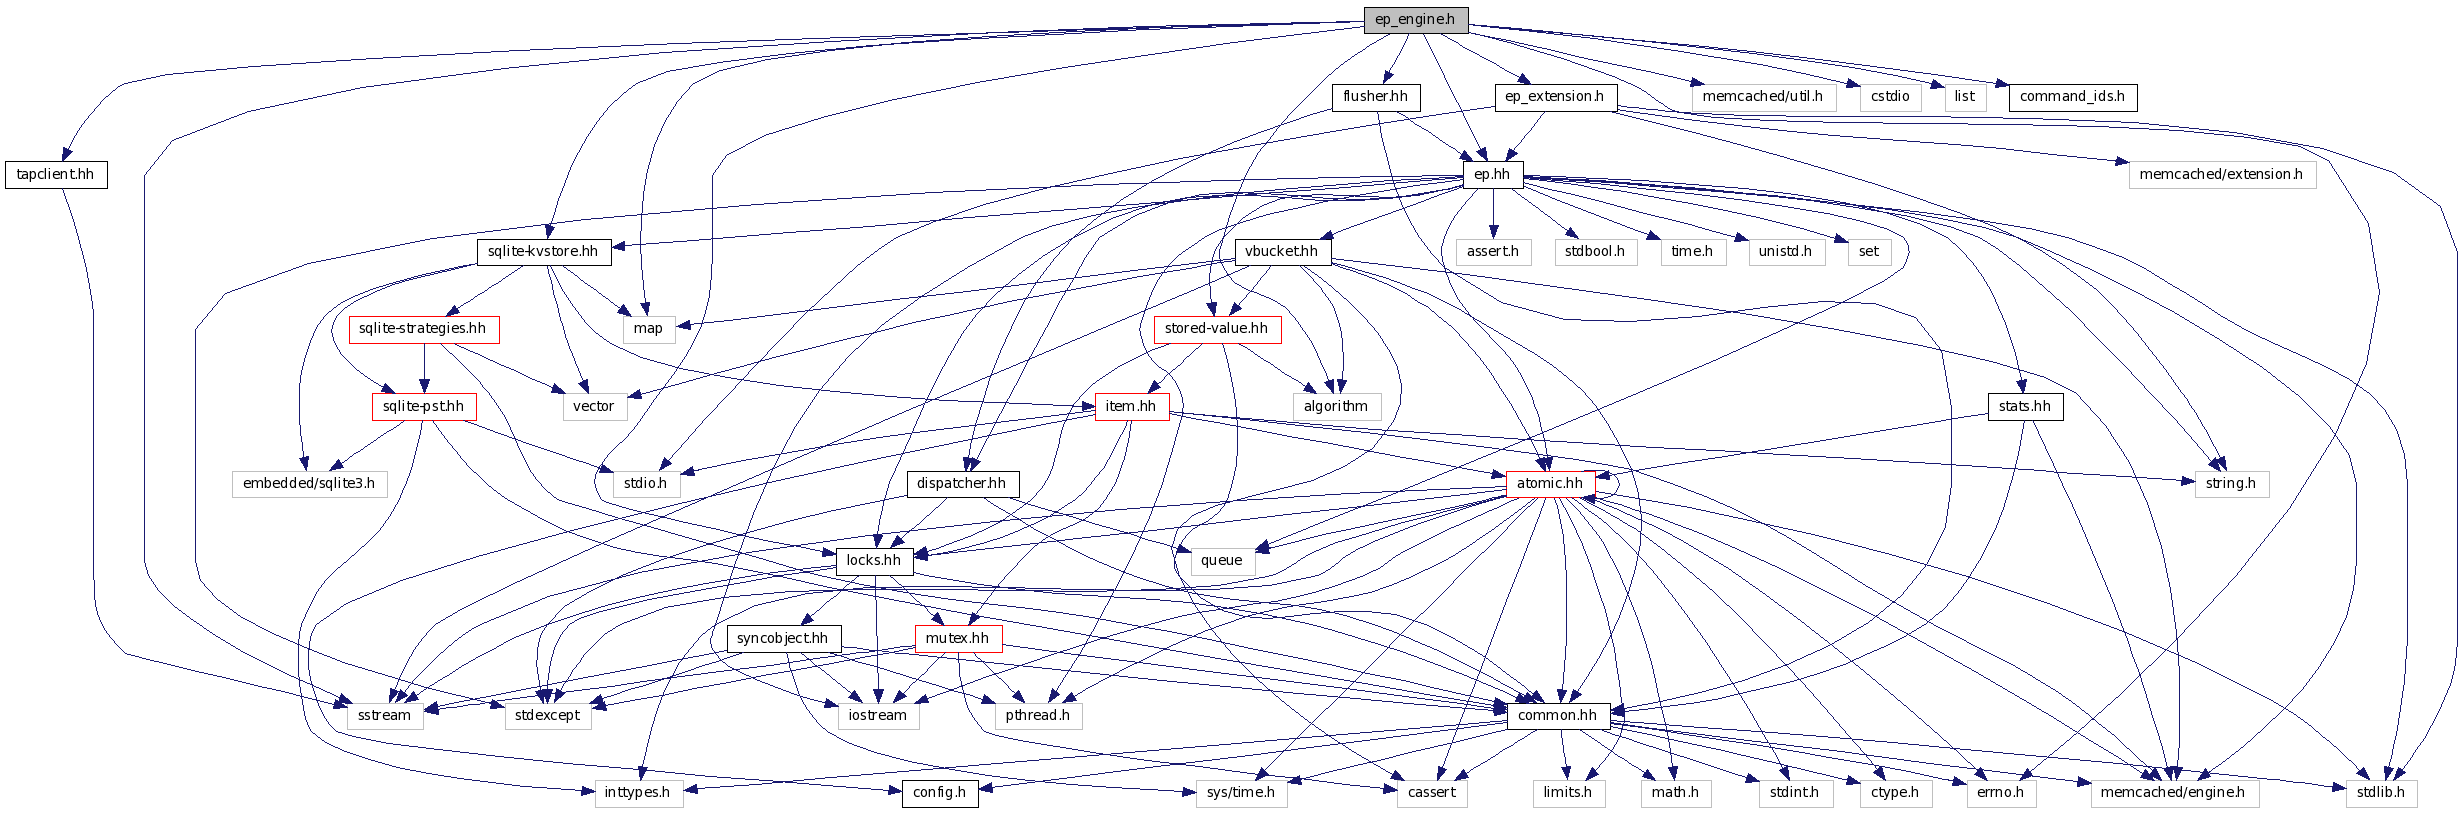 ep_engine.h
flusher.hh
ep_extension.h
memcached/util.h
cstdio
list
command_ids.h
tapclient.hh
ep.hh
memcached/extension.h
sqlite-kvstore.hh
vbucket.hh
assert.h
stdbool.h
time.h
unistd.h
set
sqlite-strategies.hh
map
stored-value.hh
sqlite-pst.hh
vector
item.hh
algorithm
stats.hh
embedded/sqlite3.h
stdio.h
dispatcher.hh
atomic.hh
string.h
locks.hh
queue
syncobject.hh
mutex.hh
sstream
stdexcept
iostream
pthread.h
common.hh
inttypes.h
config.h
sys/time.h
cassert
limits.h
math.h
stdint.h
ctype.h
errno.h
memcached/engine.h
stdlib.h